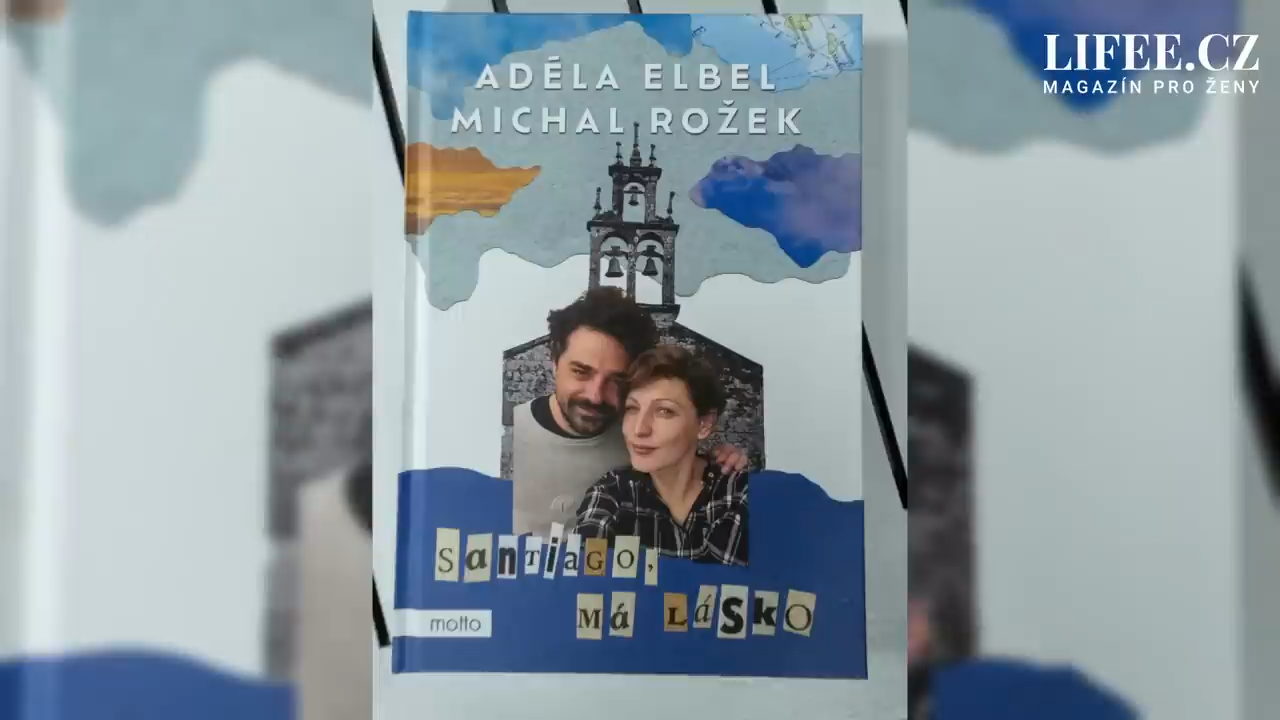 LIFEE.CZ
MAGAZÍN PRO ŽENY
ADÉLA ELBEL
MICHAL ROŽEK
SANTIAGO,
MÁ LÁSKO
motto